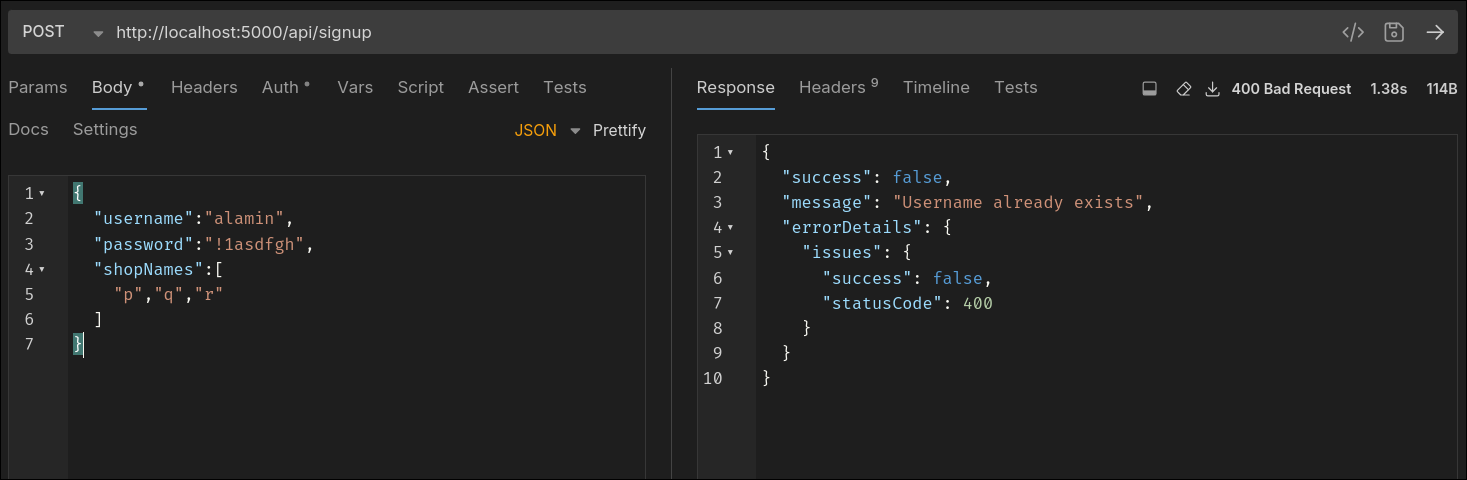 POST http://localhost:5000/api/signup </>
Params Body Headers Auth Vars Script Assert Tests
Docs Settings JSON Prettify
1 {
2 "username":"alamin",
3 "password":"!1asdfgh",
4 "shopNames":[
5 "p","q","r"
6 ]
7 }
Response Headers 9 Timeline Tests 400 Bad Request 1.38s 114B
1 {
2 "success": false,
3 "message": "Username already exists",
4 "errorDetails": {
5 "issues": {
6 "success": false,
7 "statusCode": 400
8 }
9 }
10 }